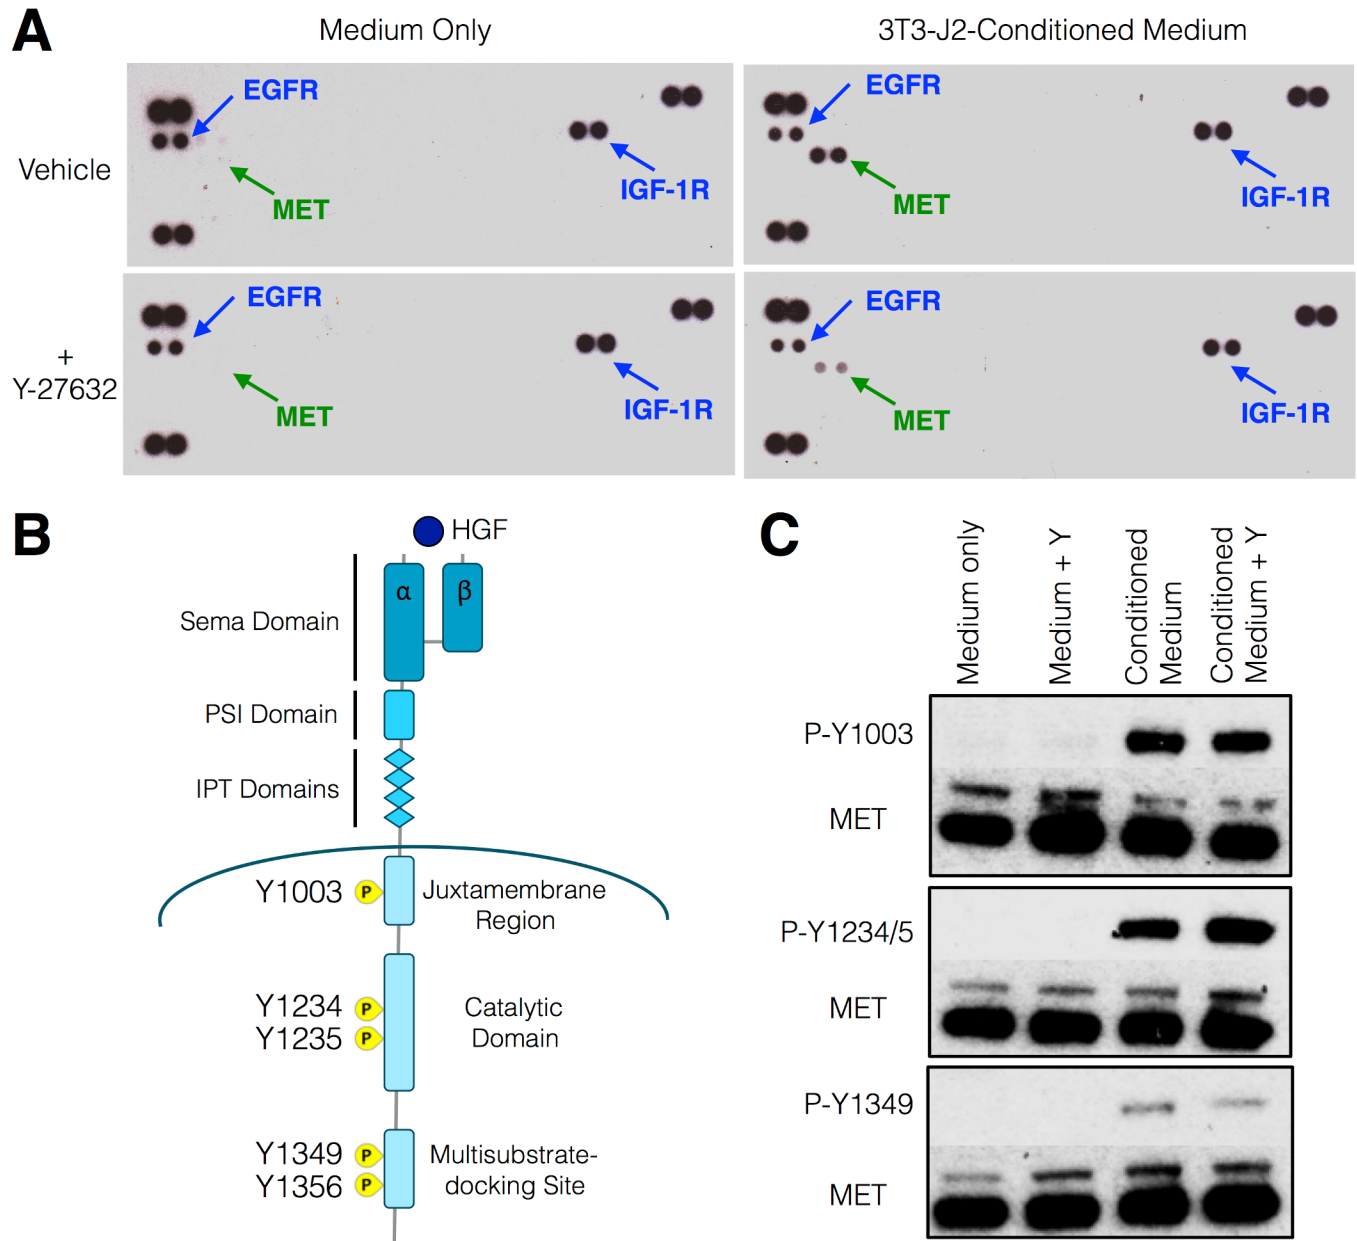 A
Medium Only
3T3-J2-Conditioned Medium
Vehicle
EGFR
MET
IGF-1R
EGFR
MET
IGF-1R
+
Y-27632
EGFR
MET
IGF-1R
EGFR
MET
IGF-1R
B
HGF
α
β
Sema Domain
PSI Domain
IPT Domains
Y1003
P
Juxtamembrane
Region
Y1234
P
Y1235
P
Catalytic
Domain
Y1349
P
Y1356
P
Multisubstrate-
docking Site
C
Medium only
Medium + Y
Conditioned
Medium
Conditioned
Medium + Y
P-Y1003
MET
P-Y1234/5
MET
P-Y1349
MET